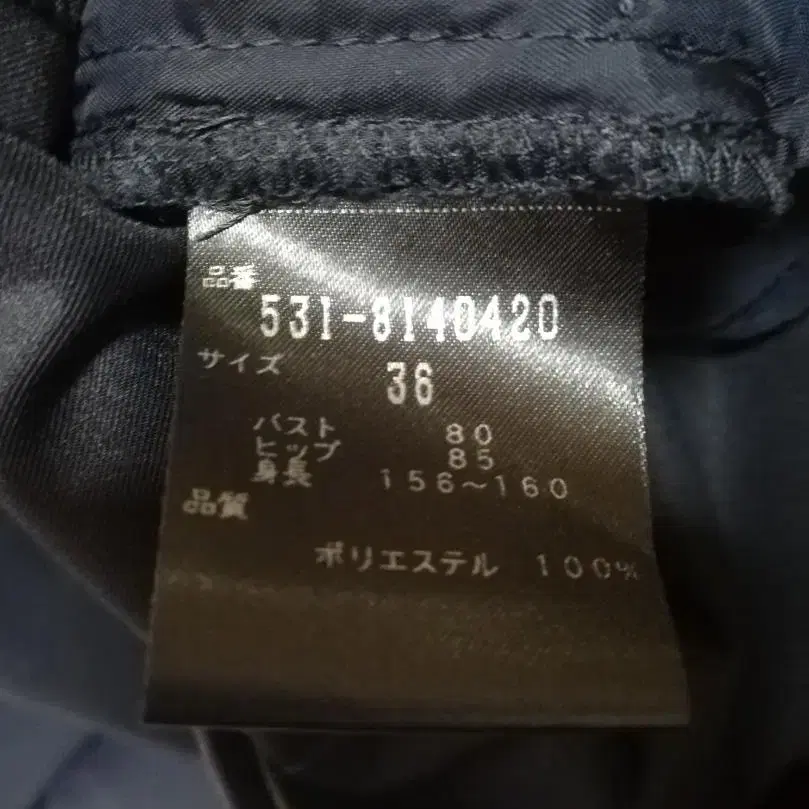 品番
531-8140420
サイズ
36
バスト 80
ヒップ 85
身長 156~160
品質
ポリエステル 100%